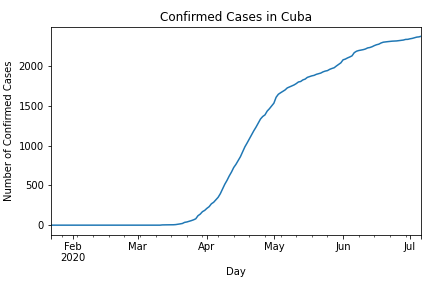 Confirmed Cases in Cuba
Number of Confirmed Cases
2000
1500
1000
500
0
Feb Mar Apr May Jun Jul
2020
Day